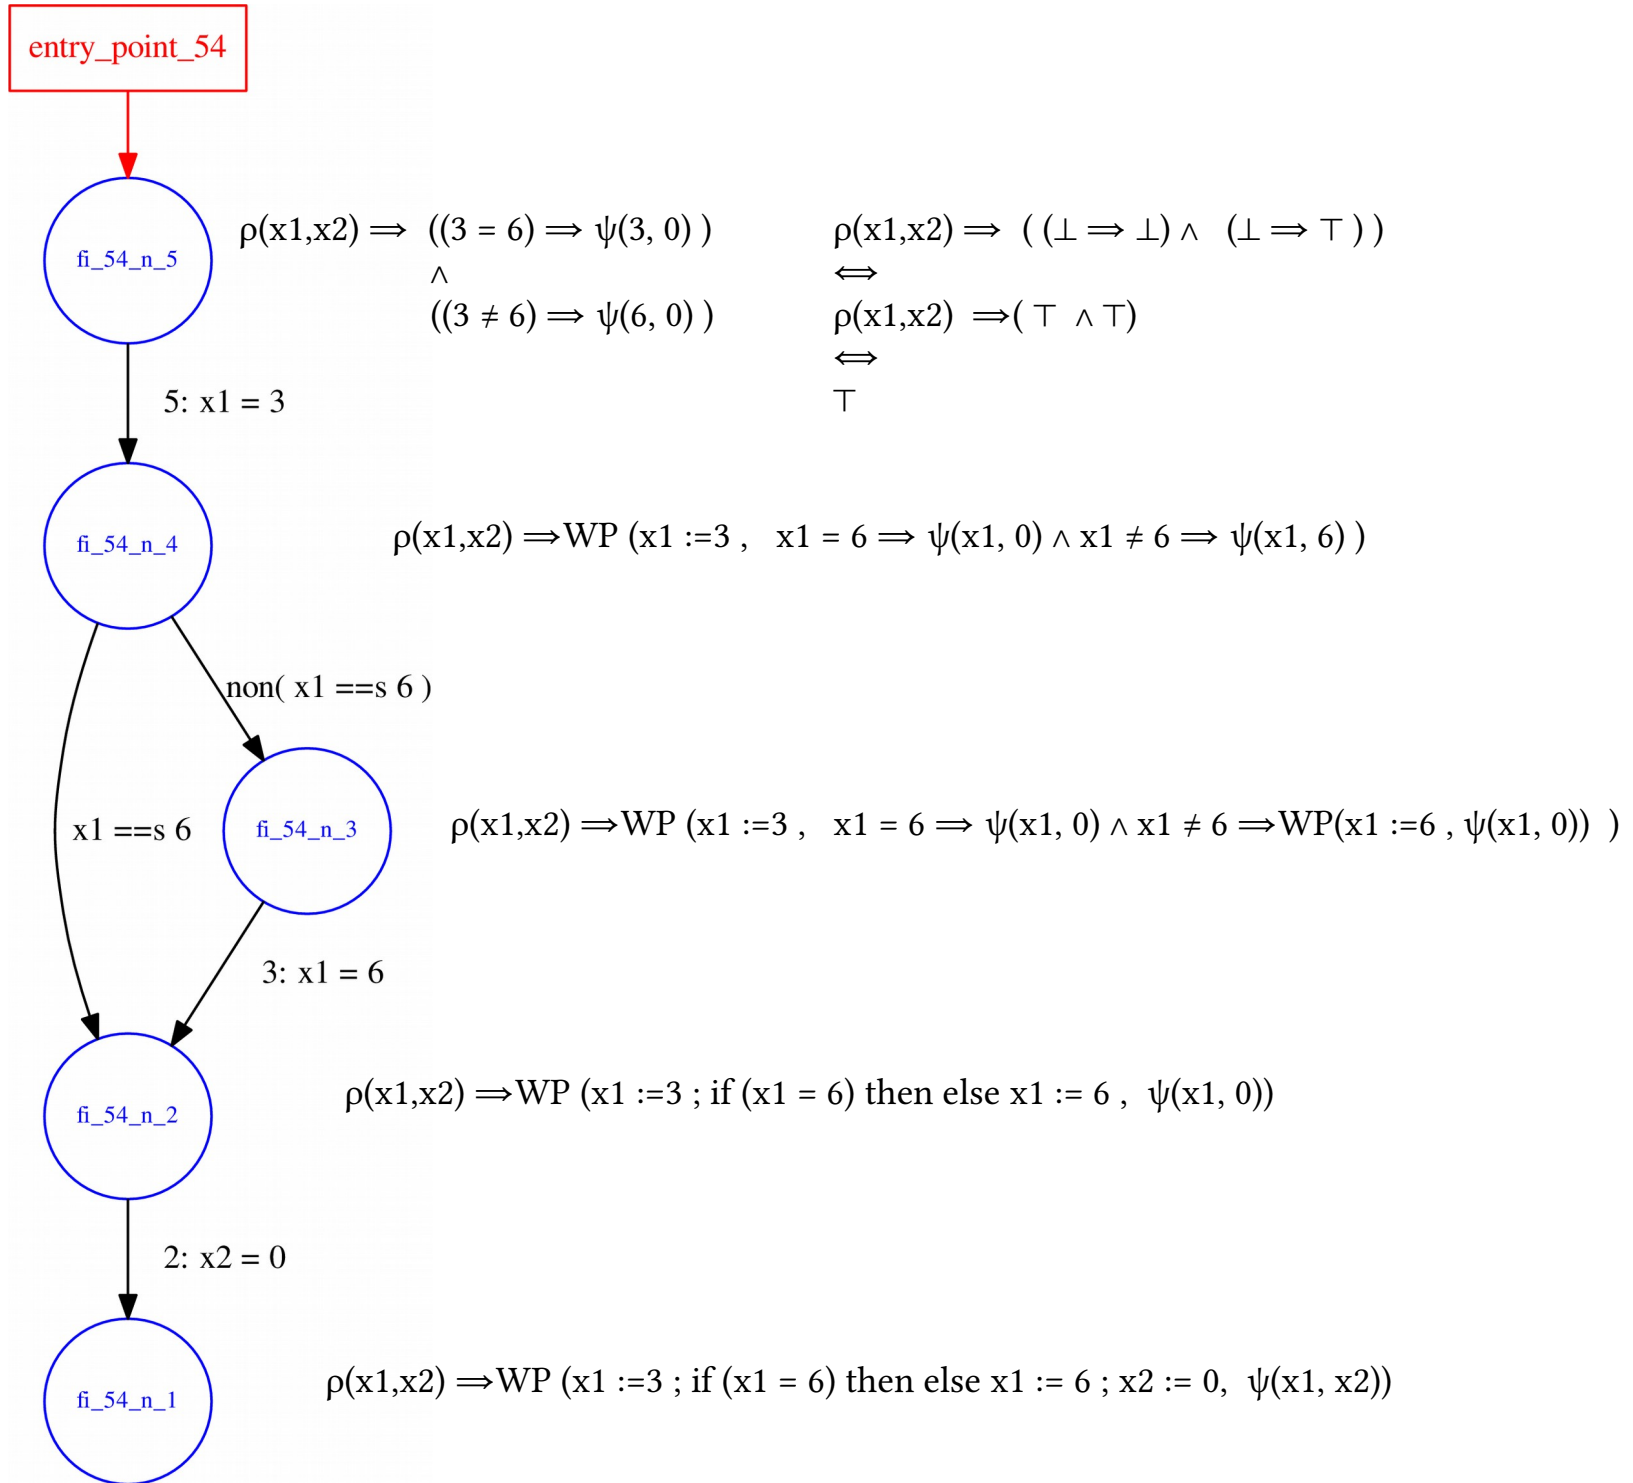 entry_point_54
fi_54_n_5
ρ(x1,x2) ⟹ ((3 = 6) ⟹ ψ(3, 0) )
∧
((3 ≠ 6) ⟹ ψ(6, 0) )
ρ(x1,x2) ⟹ ( (⊥ ⟹ ⊥) ∧ (⊥ ⟹ ⊤ ) )
⟺
ρ(x1,x2) ⟹( ⊤ ∧ ⊤)
⟺
⊤
5: x1 = 3
fi_54_n_4
ρ(x1,x2) ⟹WP (x1 :=3 , x1 = 6 ⟹ ψ(x1, 0) ∧ x1 ≠ 6 ⟹ ψ(x1, 6) )
non( x1 ==s 6 )
x1 ==s 6
fi_54_n_3
ρ(x1,x2) ⟹WP (x1 :=3 , x1 = 6 ⟹ ψ(x1, 0) ∧ x1 ≠ 6 ⟹WP(x1 :=6 , ψ(x1, 0)) )
3: x1 = 6
fi_54_n_2
ρ(x1,x2) ⟹WP (x1 :=3 ; if (x1 = 6) then else x1 := 6 , ψ(x1, 0))
2: x2 = 0
fi_54_n_1
ρ(x1,x2) ⟹WP (x1 :=3 ; if (x1 = 6) then else x1 := 6 ; x2 := 0, ψ(x1, x2))